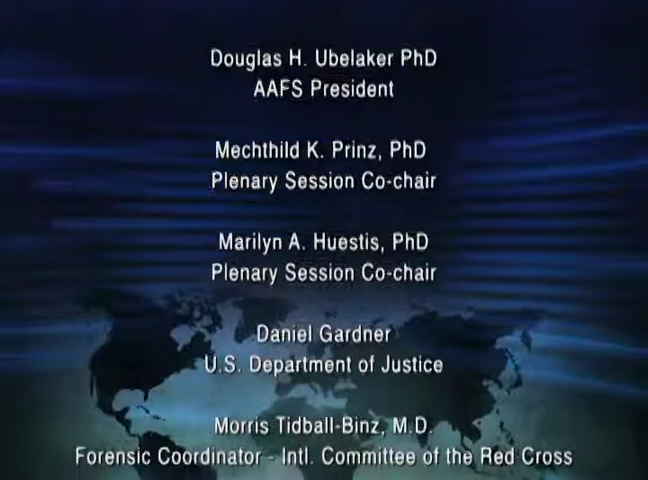 Douglas H. Ubelaker PhD
AAFS President
Mechthild K. Prinz, PhD
Plenary Session Co-chair
Marilyn A. Huestis, PhD
Plenary Session Co-chair
Daniel Gardner
U.S. Department of Justice
Morris Tidball-Binz, M.D.
Forensic Coordinator - Intl. Committee of the Red Cross